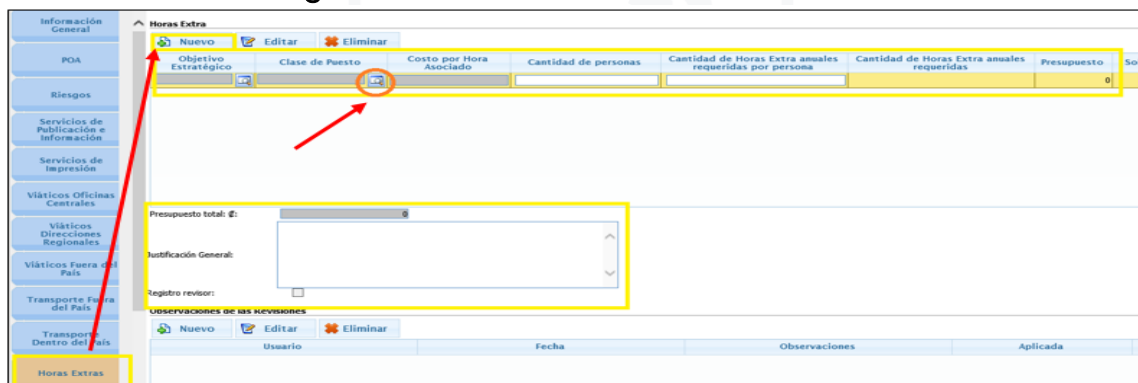 Información
General
POA
Riesgos
Servicios de
Publicación e
Información
Servicios de
Impresión
Viàticos Oficinas
Centrales
Viàticos
Direcciones
Regionales
Viàticos Fuera del
País
Transporte Fuera
del País
Transporte
Dentro del País
Horas Extras
Horas Extra
Nuevo Editar Eliminar
Objetivo
Estratégico
Clase de Puesto
Costo por Hora
Asociado
Cantidad de personas
Cantidad de Horas Extra anuales
requeridas por persona
Cantidad de Horas Extra anuales
requeridas
Presupuesto
So
0
Presupuesto total: ₡:
0
Justificación General:
Registro revisor:
Observaciones de las Revisiones
Nuevo Editar Eliminar
Usuario Fecha Observaciones Aplicada